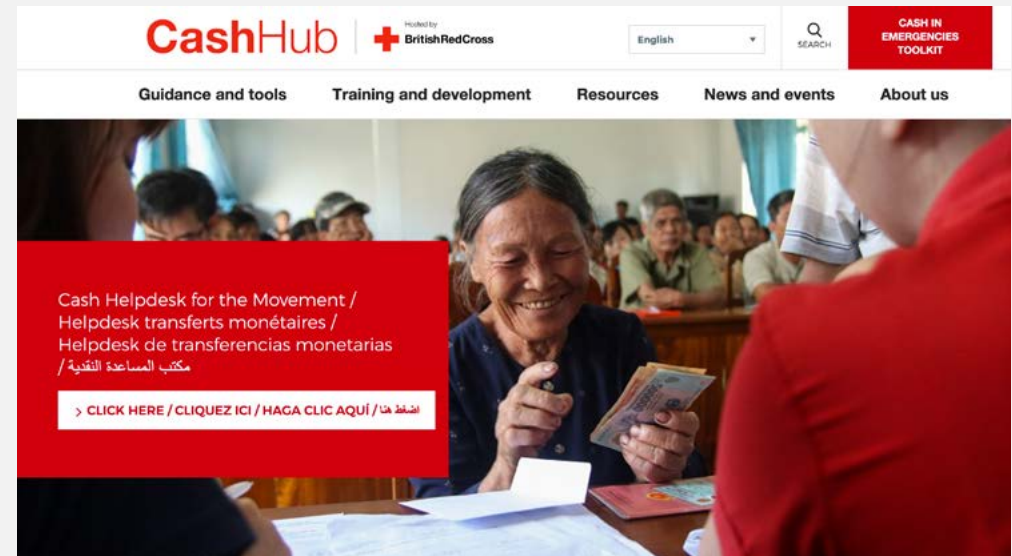 CashHub
Hosted by
BritishRedCross
English
SEARCH
CASH IN
EMERGENCIES
TOOLKIT
Guidance and tools Training and development Resources News and events About us
Cash Helpdesk for the Movement /
Helpdesk transferts monétaires /
Helpdesk de transferencias monetarias
مكتب المساعدة النقدية /
> CLICK HERE / CLIQUEZ ICI / HAGA CLIC AQUÍ / اضغط هنا